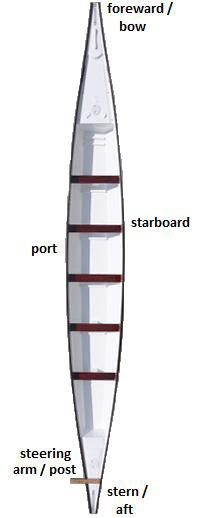 foreward /
bow
starboard
port
steering
arm / post
stern /
aft